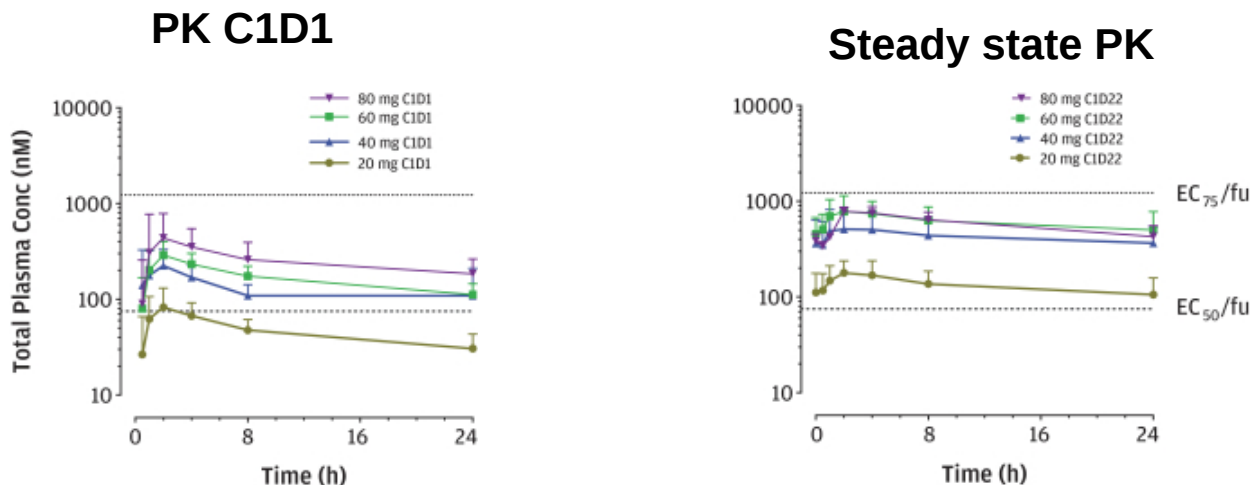 PK C1D1
Total Plasma Conc (nM)
10000
1000
100
10
80 mg C1D1
60 mg C1D1
40 mg C1D1
20 mg C1D1
0 8 16 24
Time (h)
Steady state PK
10000
1000
100
10
80 mg C1D22
60 mg C1D22
40 mg C1D22
20 mg C1D22
EC75/fu
EC50/fu
0 8 16 24
Time (h)